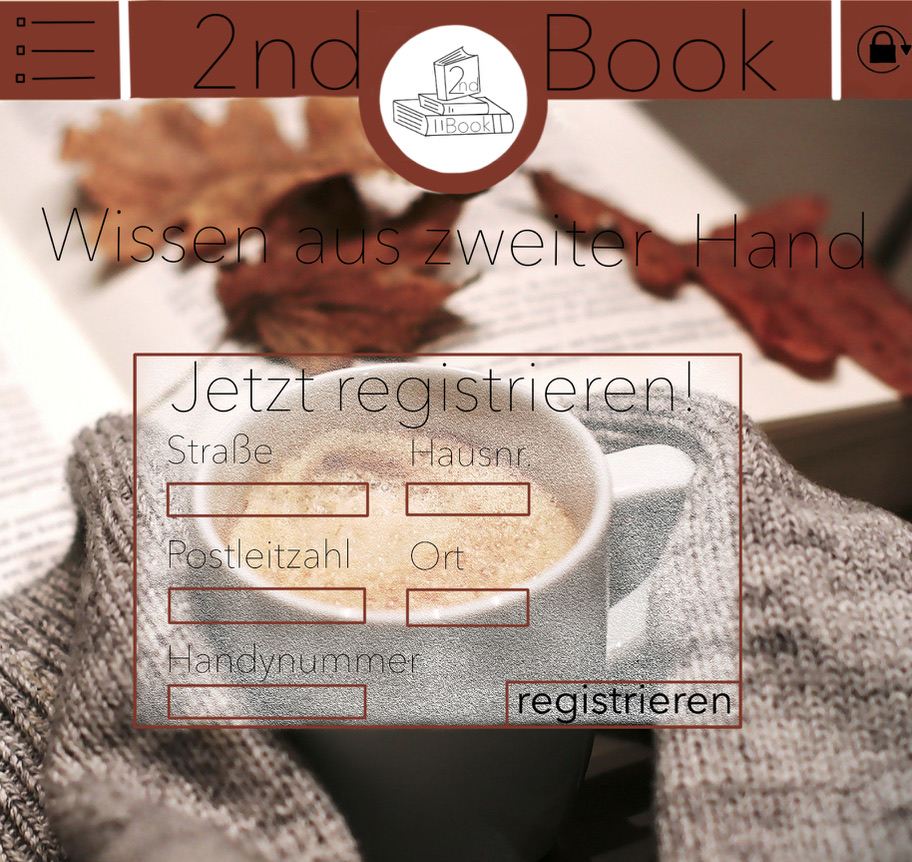 2nd Book
2nd
Book
Wissen aus zweiter Hand
Jetzt registrieren!
Straße Hausnr.
Postleitzahl Ort
Handynummer
registrieren